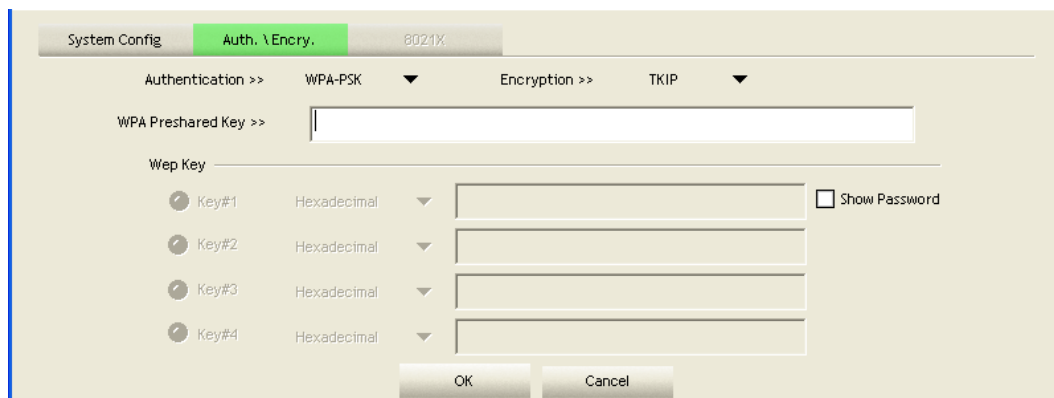 System Config Auth. \ Encry. 8021X
Authentication >> WPA-PSK Encryption >> TKIP
WPA Preshared Key >>
Wep Key
Key#1 Hexadecimal Show Password
Key#2 Hexadecimal
Key#3 Hexadecimal
Key#4 Hexadecimal
OK Cancel